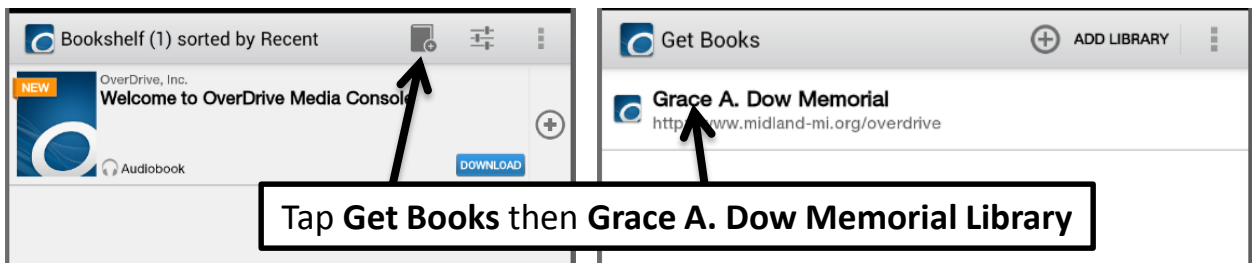 Bookshelf (1) sorted by Recent
NEW
OverDrive, Inc.
Welcome to OverDrive Media Console
Audiobook
DOWNLOAD
Get Books
ADD LIBRARY
Grace A. Dow Memorial
http://www.midland-mi.org/overdrive
Tap Get Books then Grace A. Dow Memorial Library